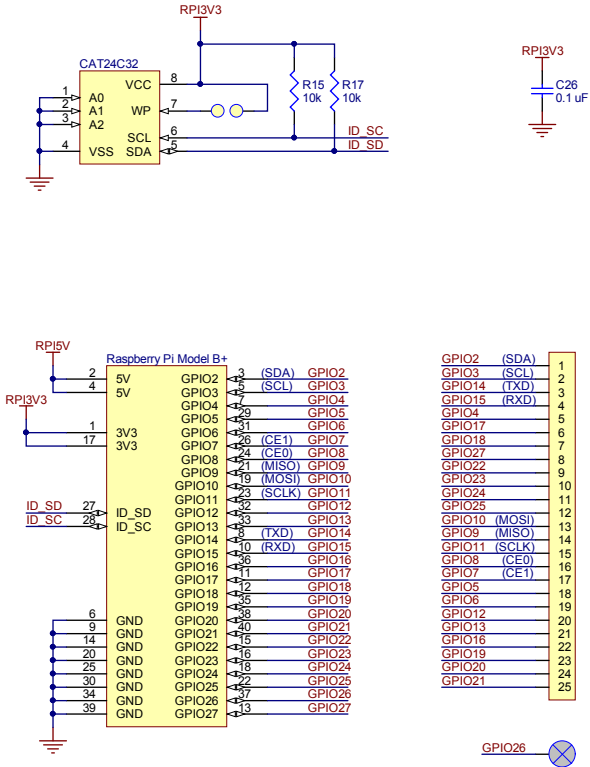 RPI3V3
CAT24C32
1 A0
2 A1
3 A2
4 VSS
VCC 8
WP 7
SCL 6 ID_SC
SDA 5 ID_SD
R15
10k
R17
10k
RPI3V3
C26
0.1 uF
RPI5V
Raspberry Pi Model B+
2 5V
4 5V
RPI3V3
1 3V3
17 3V3
ID_SD 27 ID_SD
ID_SC 28 ID_SC
6 GND
9 GND
14 GND
20 GND
25 GND
30 GND
34 GND
39 GND
GPIO2 3 (SDA) GPIO2
GPIO3 5 (SCL) GPIO3
GPIO4 7 GPIO4
GPIO5 29 GPIO5
GPIO6 31 GPIO6
GPIO7 26 (CE1) GPIO7
GPIO8 24 (CE0) GPIO8
GPIO9 21 (MISO) GPIO9
GPIO10 19 (MOSI) GPIO10
GPIO11 23 (SCLK) GPIO11
GPIO12 32 GPIO12
GPIO13 33 GPIO13
GPIO14 8 (TXD) GPIO14
GPIO15 10 (RXD) GPIO15
GPIO16 36 GPIO16
GPIO17 11 GPIO17
GPIO18 12 GPIO18
GPIO19 35 GPIO19
GPIO20 38 GPIO20
GPIO21 40 GPIO21
GPIO22 15 GPIO22
GPIO23 16 GPIO23
GPIO24 18 GPIO24
GPIO25 22 GPIO25
GPIO26 37 GPIO26
GPIO27 13 GPIO27
GPIO2 (SDA) 1
GPIO3 (SCL) 2
GPIO14 (TXD) 3
GPIO15 (RXD) 4
GPIO4 5
GPIO17 6
GPIO18 7
GPIO27 8
GPIO22 9
GPIO23 10
GPIO24 11
GPIO25 12
GPIO10 (MOSI) 13
GPIO9 (MISO) 14
GPIO11 (SCLK) 15
GPIO8 (CE0) 16
GPIO7 (CE1) 17
GPIO5 18
GPIO6 19
GPIO12 20
GPIO13 21
GPIO16 22
GPIO19 23
GPIO20 24
GPIO21 25
GPIO26